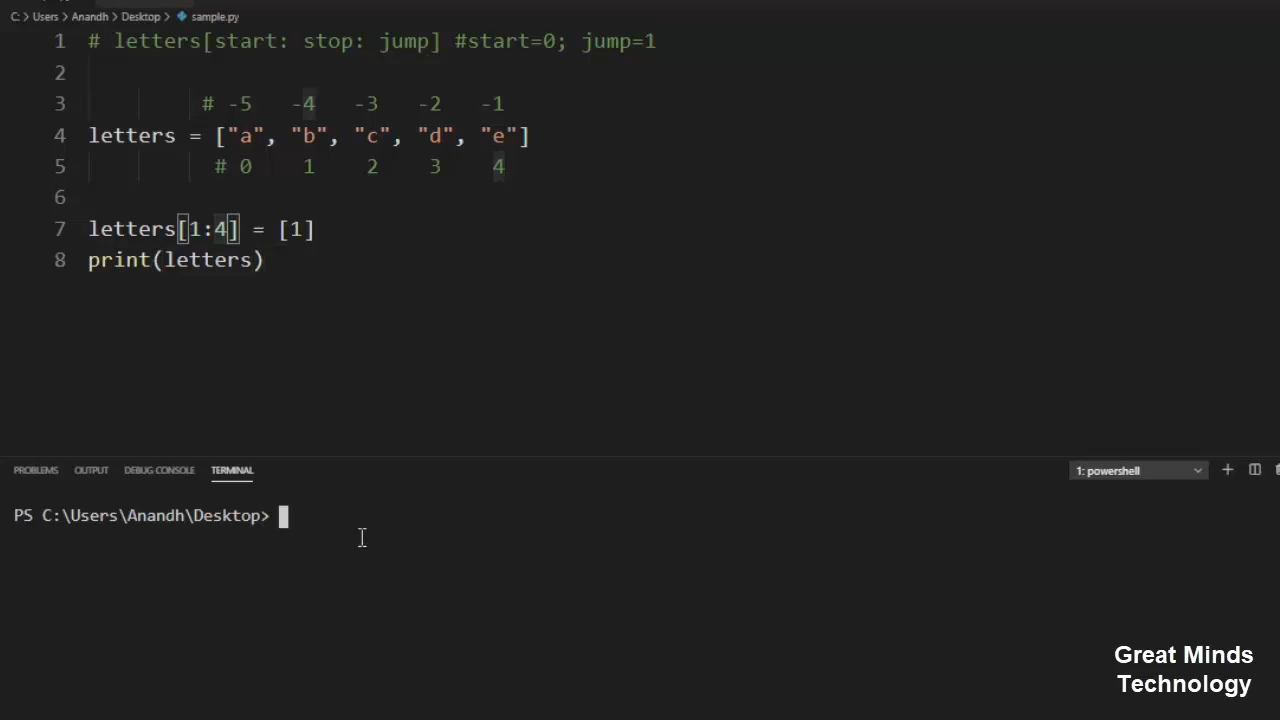 C: > Users > Anandh > Desktop > sample.py
1 # letters[start: stop: jump] #start=0; jump=1
2
3 # -5 -4 -3 -2 -1
4 letters = ["a", "b", "c", "d", "e"]
5 # 0 1 2 3 4
6
7 letters[1:4] = [1]
8 print(letters)
PROBLEMS OUTPUT DEBUG CONSOLE TERMINAL 1: powershell
PS C:\Users\Anandh\Desktop>
Great Minds
Technology